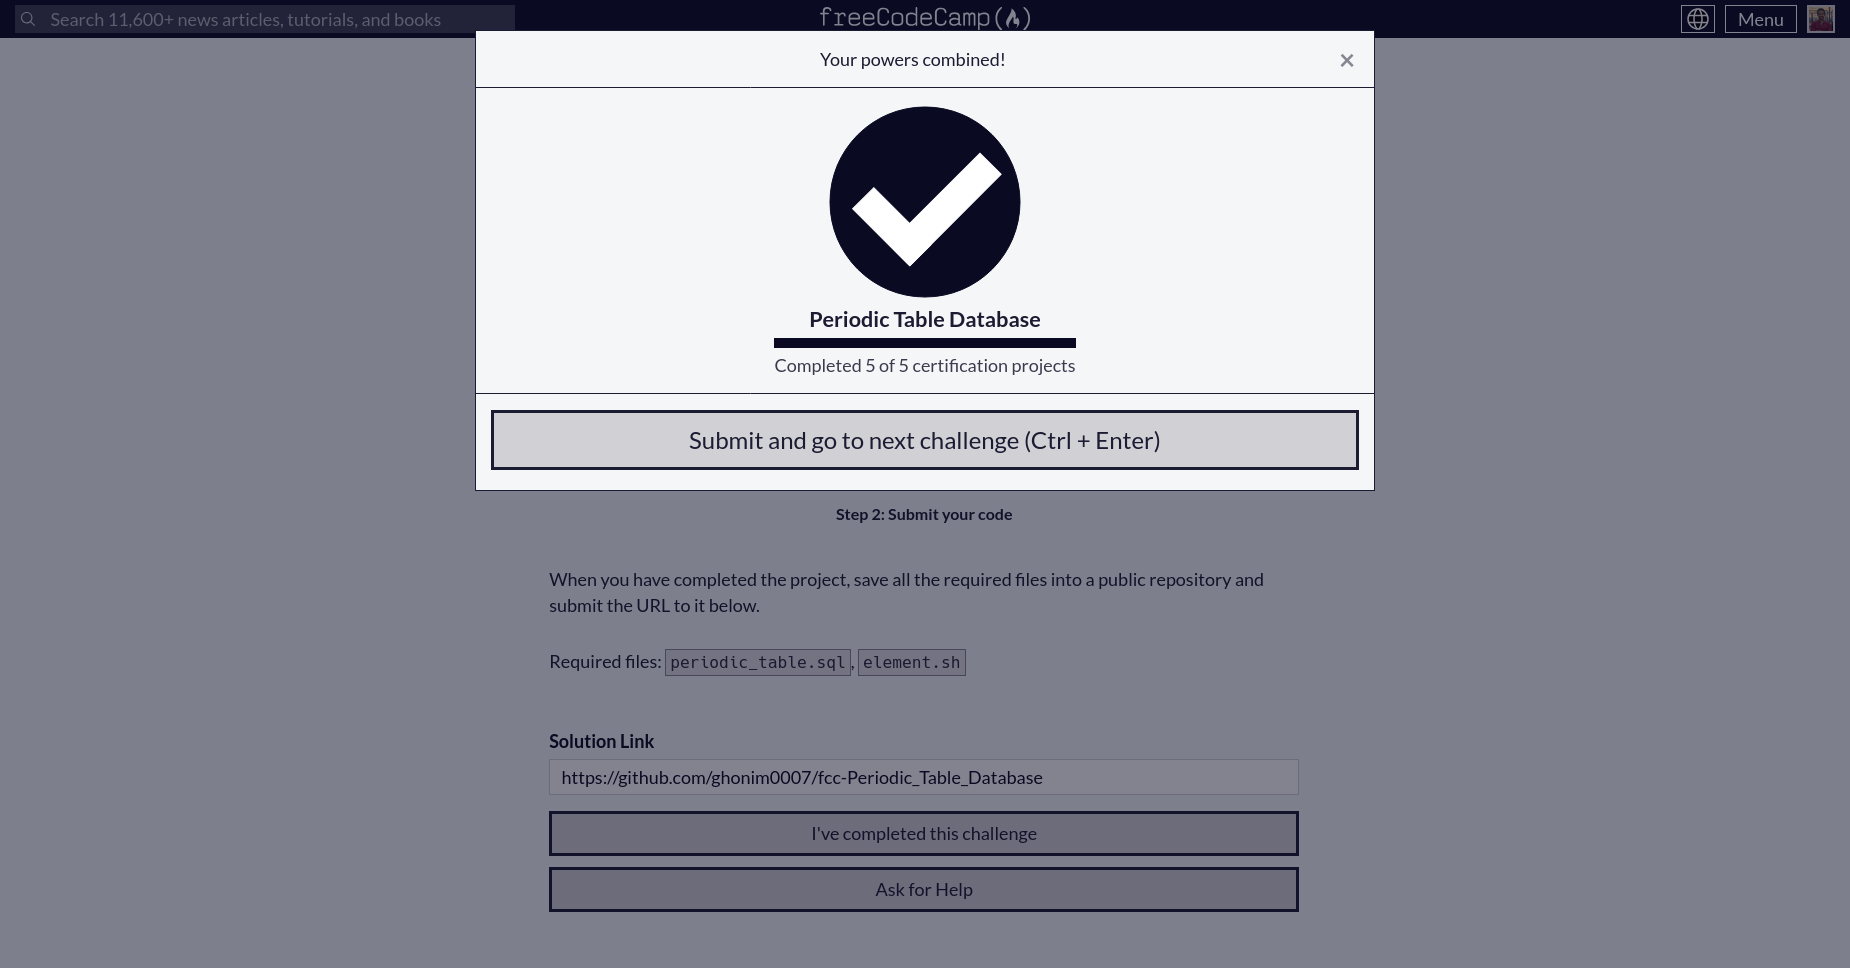 Search 11,600+ news articles, tutorials, and books
freeCodeCamp
Menu
Your powers combined!
×
Periodic Table Database
Completed 5 of 5 certification projects
Submit and go to next challenge (Ctrl + Enter)
Step 2: Submit your code
When you have completed the project, save all the required files into a public repository and
submit the URL to it below.
Required files: periodic_table.sql, element.sh
Solution Link
https://github.com/ghonim0007/fcc-Periodic_Table_Database
I've completed this challenge
Ask for Help